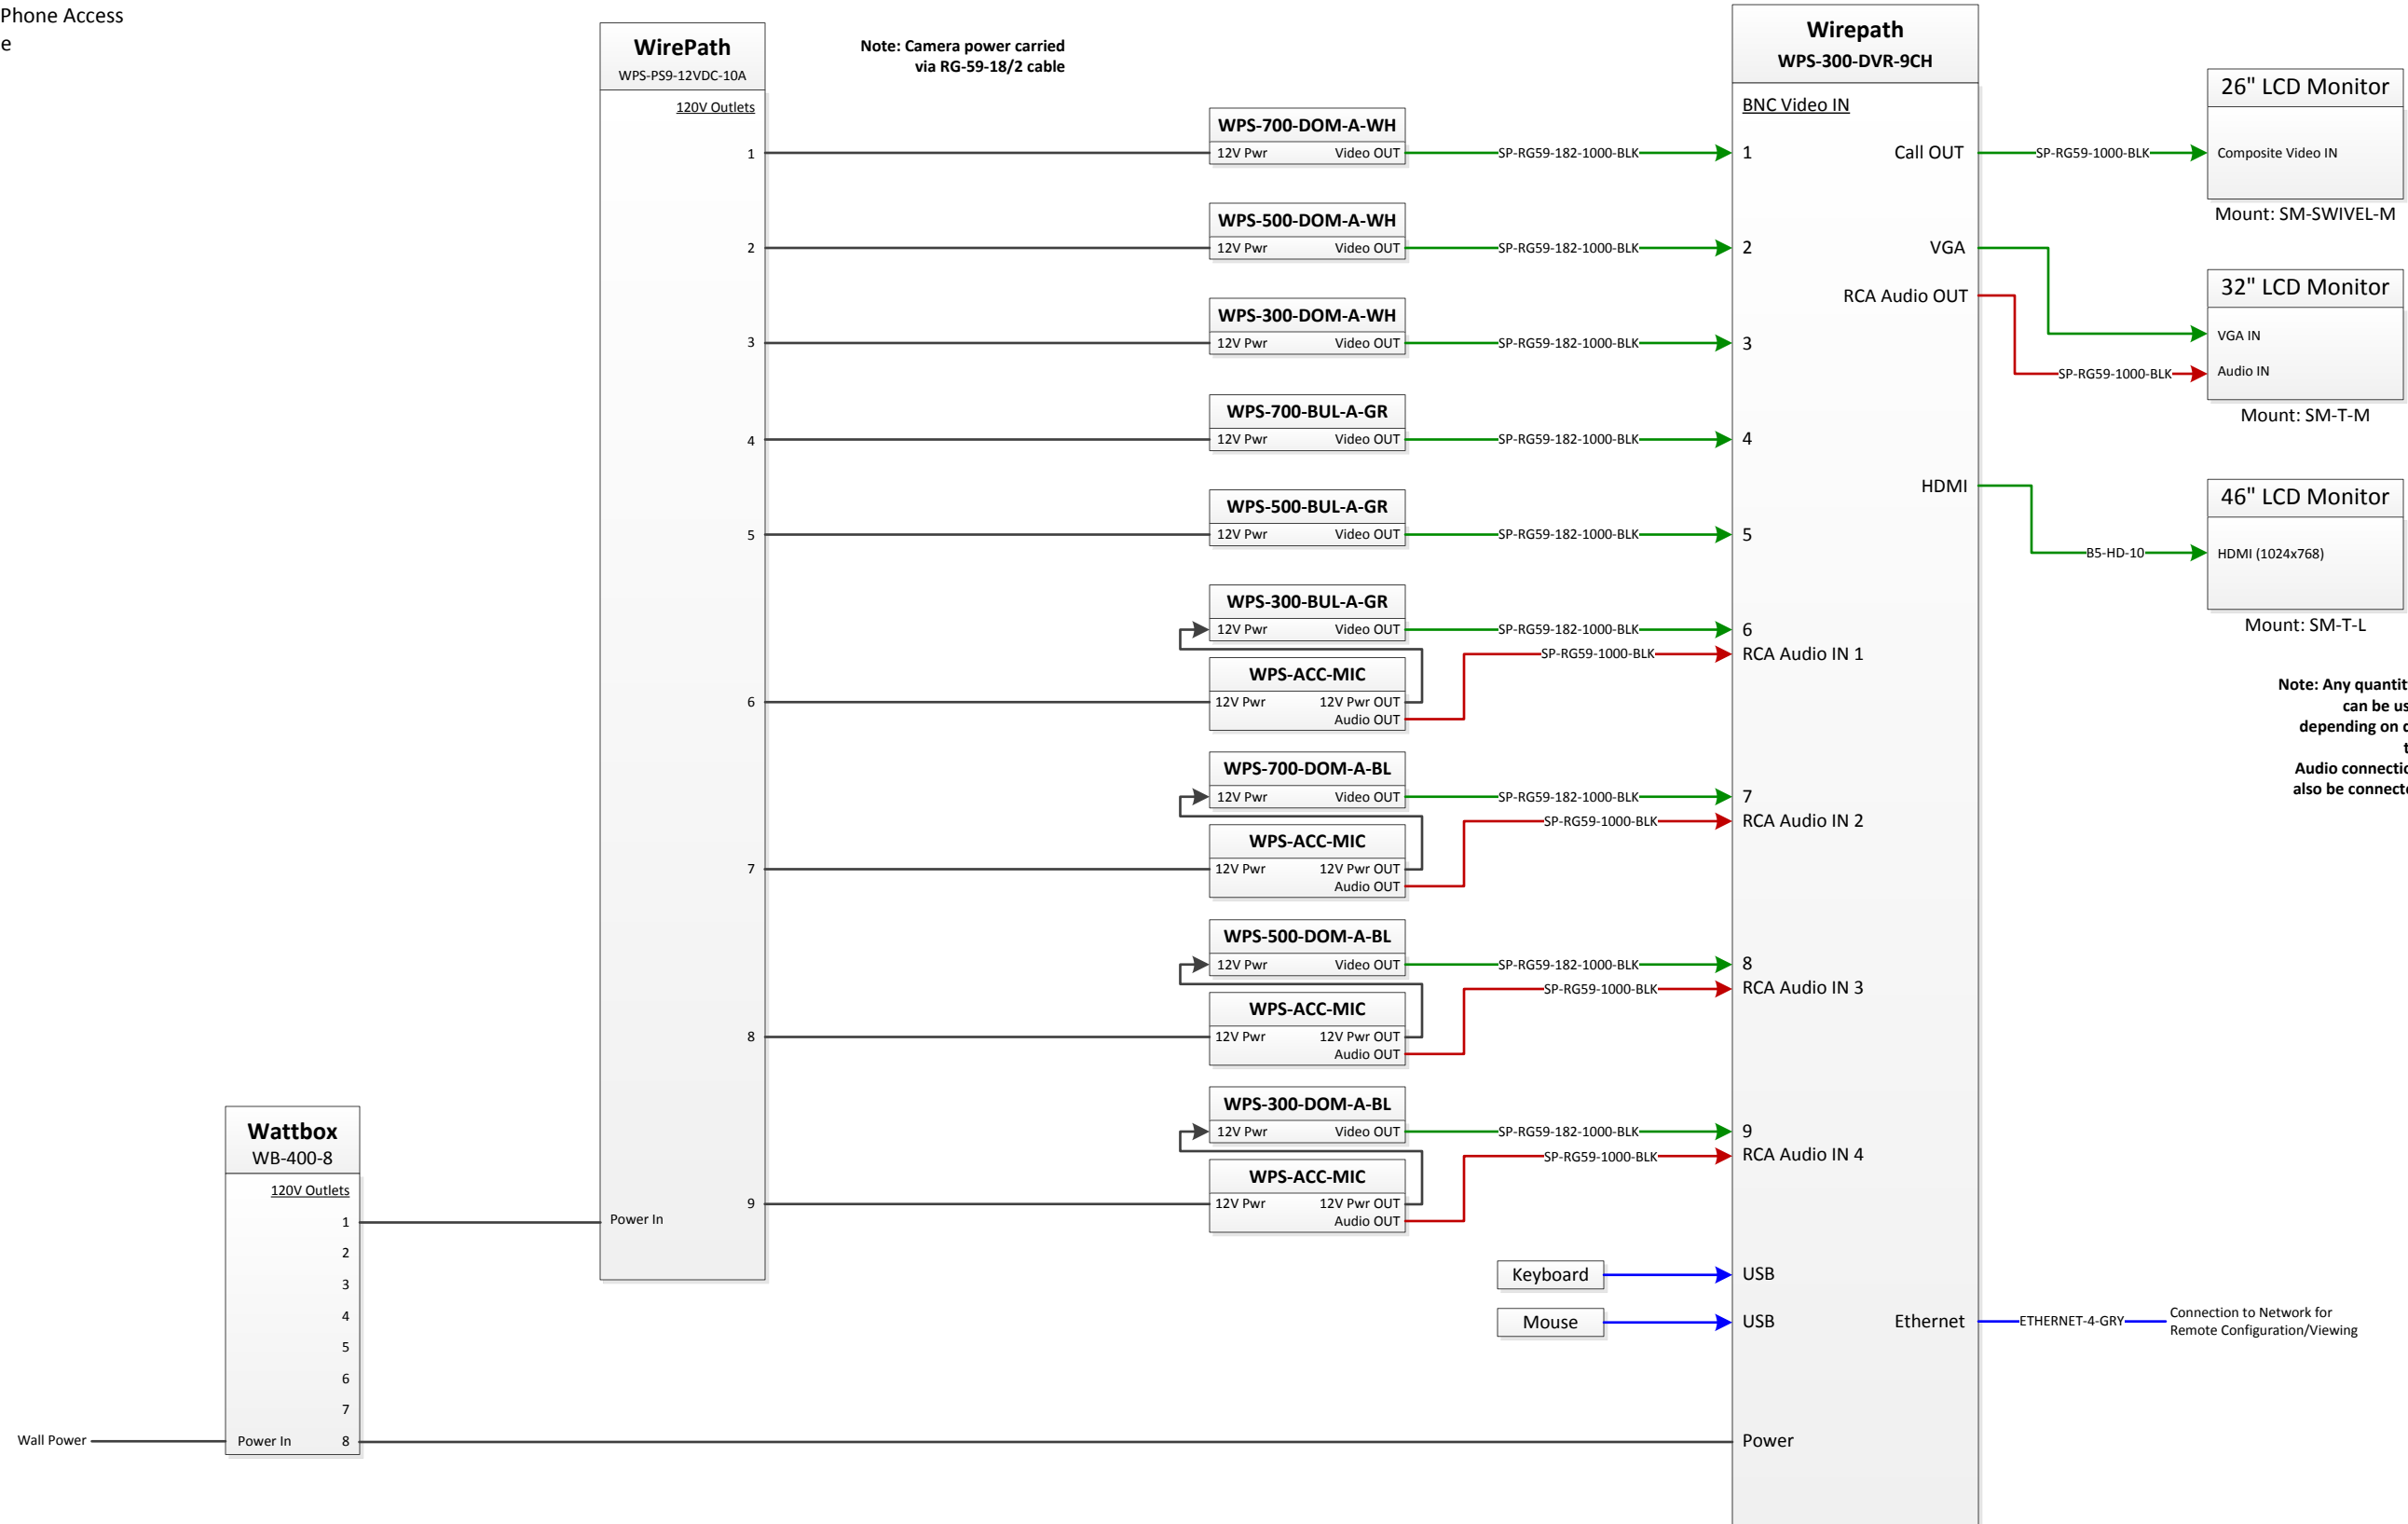 Phone Access
e
WirePath
WPS-PS9-12VDC-10A
120V Outlets
1
2
3
4
5
6
7
8
9
Power In
Note: Camera power carried
via RG-59-18/2 cable
WPS-700-DOM-A-WH
12V Pwr Video OUT
SP-RG59-182-1000-BLK
WPS-500-DOM-A-WH
12V Pwr Video OUT
SP-RG59-182-1000-BLK
WPS-300-DOM-A-WH
12V Pwr Video OUT
SP-RG59-182-1000-BLK
WPS-700-BUL-A-GR
12V Pwr Video OUT
SP-RG59-182-1000-BLK
WPS-500-BUL-A-GR
12V Pwr Video OUT
SP-RG59-182-1000-BLK
WPS-300-BUL-A-GR
12V Pwr Video OUT
SP-RG59-182-1000-BLK
SP-RG59-1000-BLK
WPS-ACC-MIC
12V Pwr 12V Pwr OUT
Audio OUT
WPS-700-DOM-A-BL
12V Pwr Video OUT
SP-RG59-182-1000-BLK
SP-RG59-1000-BLK
WPS-ACC-MIC
12V Pwr 12V Pwr OUT
Audio OUT
WPS-500-DOM-A-BL
12V Pwr Video OUT
SP-RG59-182-1000-BLK
SP-RG59-1000-BLK
WPS-ACC-MIC
12V Pwr 12V Pwr OUT
Audio OUT
WPS-300-DOM-A-BL
12V Pwr Video OUT
SP-RG59-182-1000-BLK
SP-RG59-1000-BLK
WPS-ACC-MIC
12V Pwr 12V Pwr OUT
Audio OUT
Keyboard
Mouse
Wirepath
WPS-300-DVR-9CH
BNC Video IN
1 Call OUT
2 VGA
RCA Audio OUT
3
4
HDMI
5
6
RCA Audio IN 1
7
RCA Audio IN 2
8
RCA Audio IN 3
9
RCA Audio IN 4
USB
USB Ethernet
Power
SP-RG59-1000-BLK
26" LCD Monitor
Composite Video IN
Mount: SM-SWIVEL-M
32" LCD Monitor
VGA IN
SP-RG59-1000-BLK
Audio IN
Mount: SM-T-M
46" LCD Monitor
B5-HD-10
HDMI (1024x768)
Mount: SM-T-L
Note: Any quantit
can be us
depending on
t
Audio connectio
also be connect
ETHERNET-4-GRY
Connection to Network for
Remote Configuration/Viewing
Wattbox
WB-400-8
120V Outlets
1
2
3
4
5
6
7
Wall Power
Power In 8